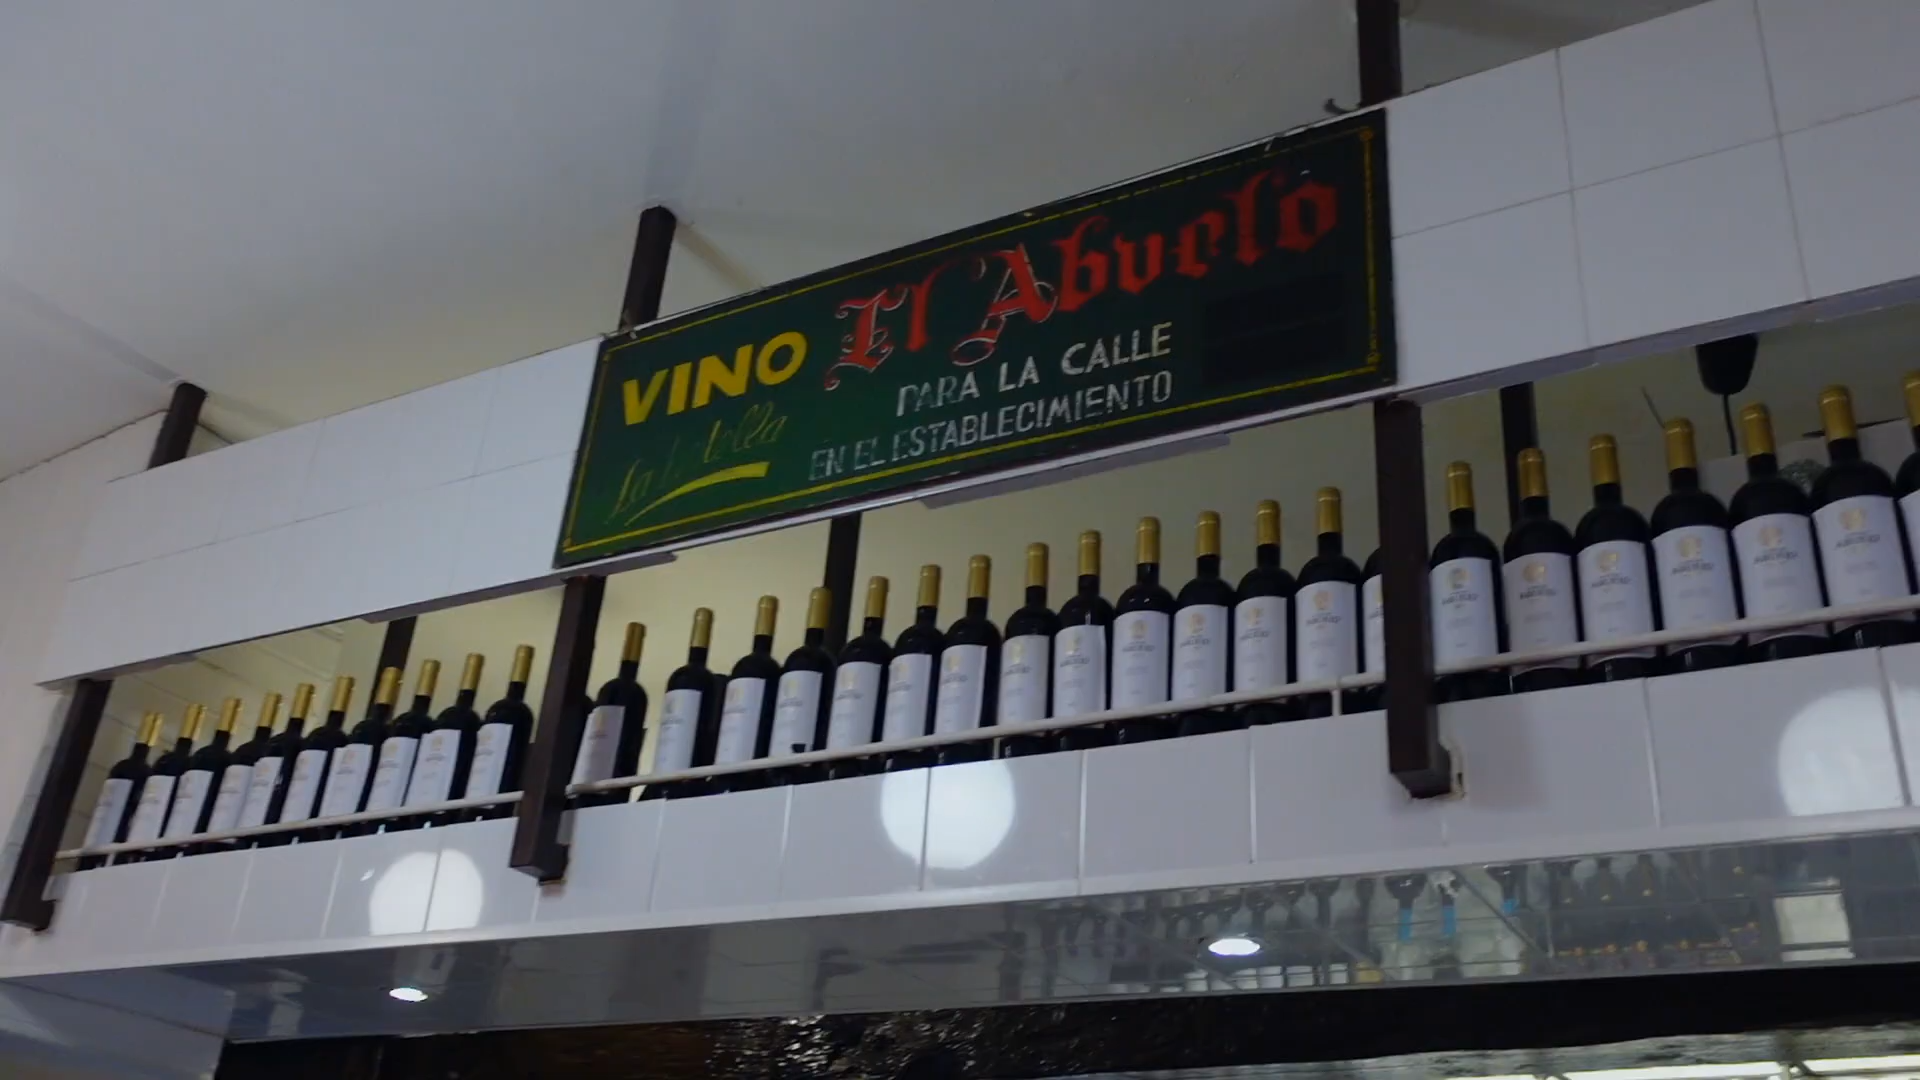 VINO El Abuelo
La botella
PARA LA CALLE
EN EL ESTABLECIMIENTO